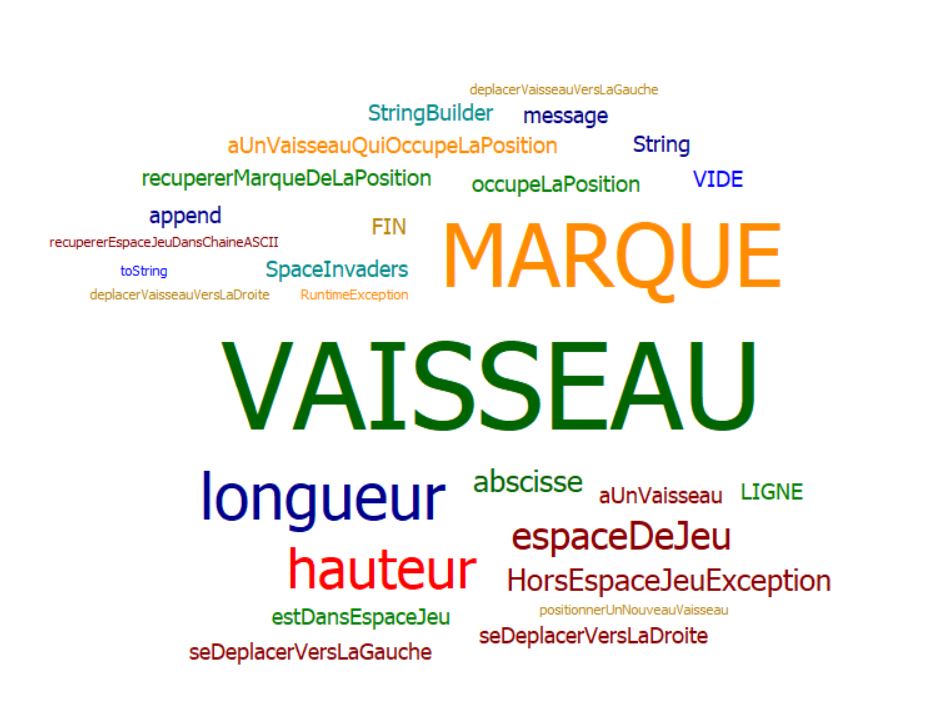 deplacerVaisseauVersLaGauche
StringBuilder message
aUnVaisseauQuiOccupeLaPosition String
recupererMarqueDeLaPosition occupeLaPosition VIDE
append FIN MARQUE
recupererEspaceJeuDansChaineASCII
toString SpaceInvaders
deplacerVaisseauVersLaDroite RuntimeException
VAISSEAU
longueur abscisse aUnVaisseau LIGNE
espaceDeJeu
hauteur HorsEspaceJeuException
estDansEspaceJeu positionnerUnNouveauVaisseau
seDeplacerVersLaGauche seDeplacerVersLaDroite